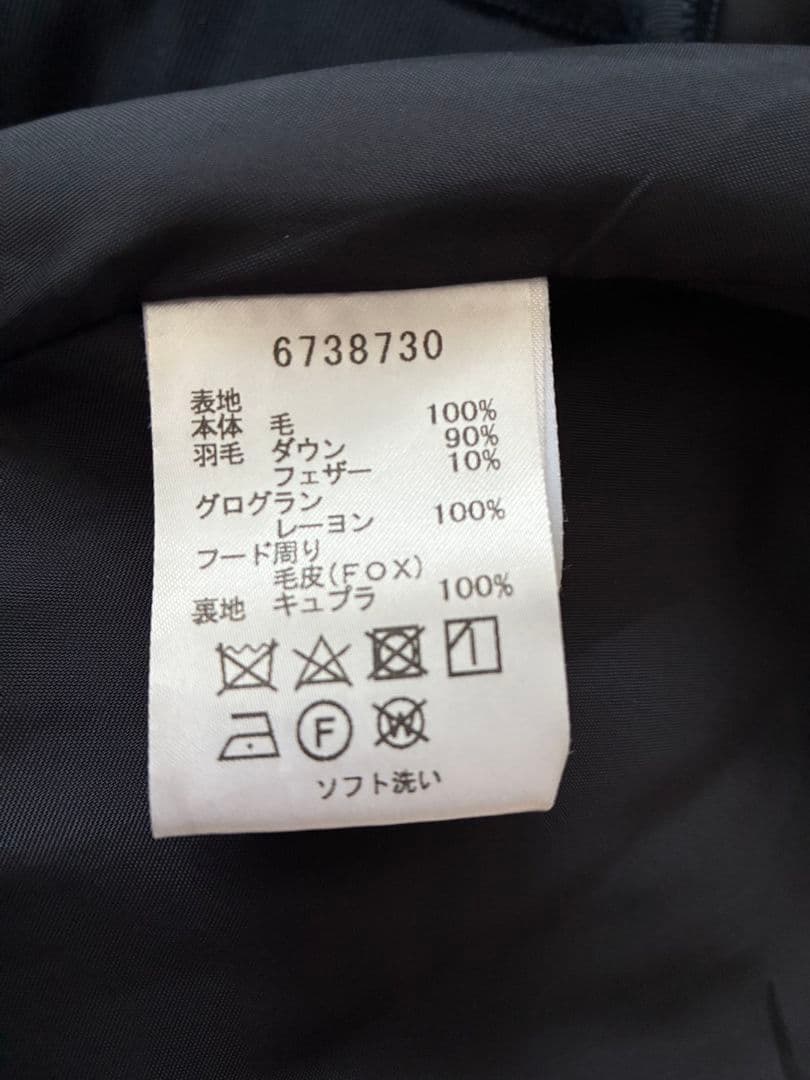 6738730
表地
本体 毛 100%
羽毛 ダウン 90%
フェザー 10%
グログラン
レーヨン 100%
フード周り
毛皮(FOX)
裏地 キュプラ 100%
F W
ソフト洗い